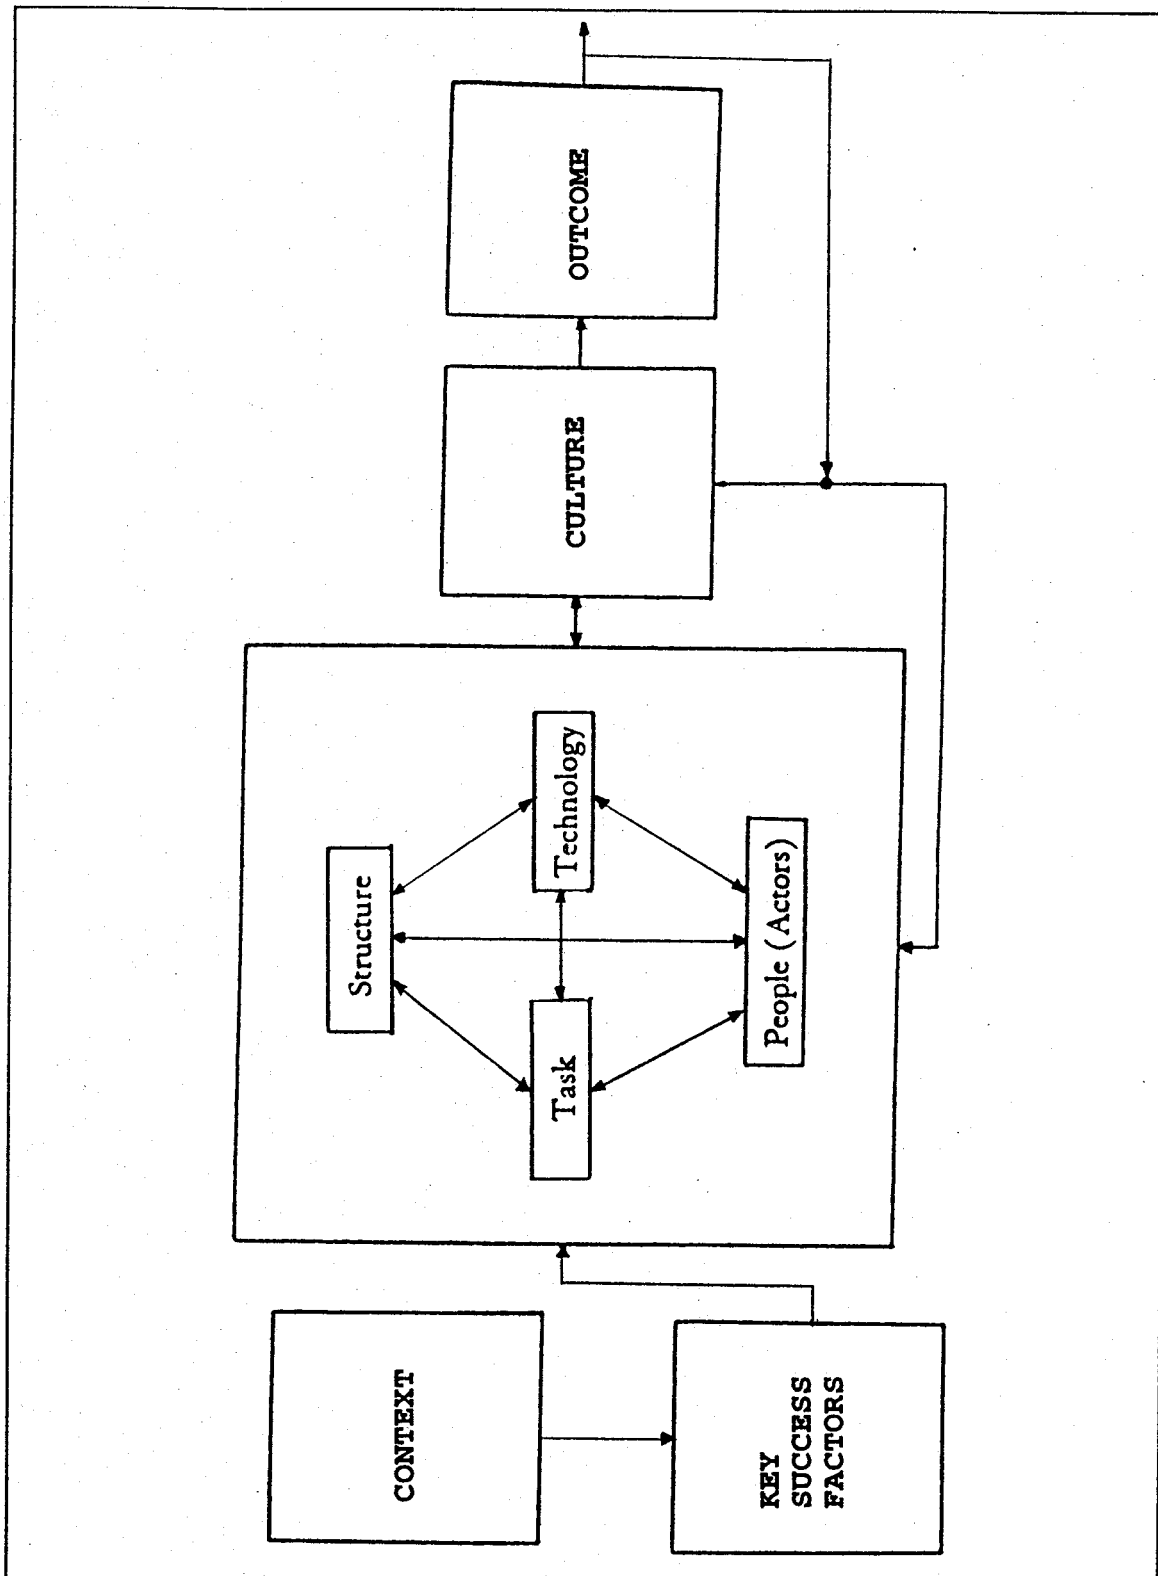 CONTEXT
KEY
SUCCESS
FACTORS
Structure
Task
Technology
People (Actors)
CULTURE
OUTCOME